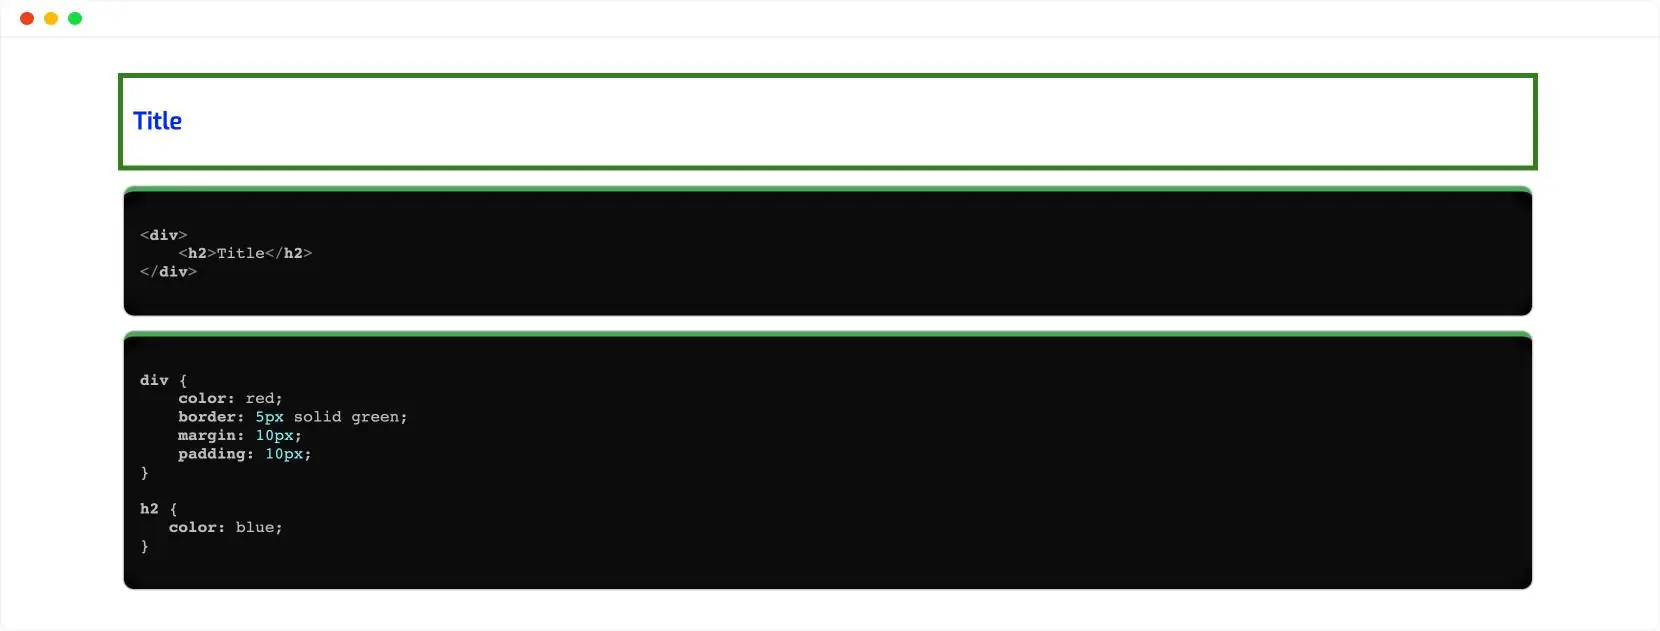 Title
<div>
    <h2>Title</h2>
</div>
div {
    color: red;
    border: 5px solid green;
    margin: 10px;
    padding: 10px;
}
h2 {
   color: blue;
}